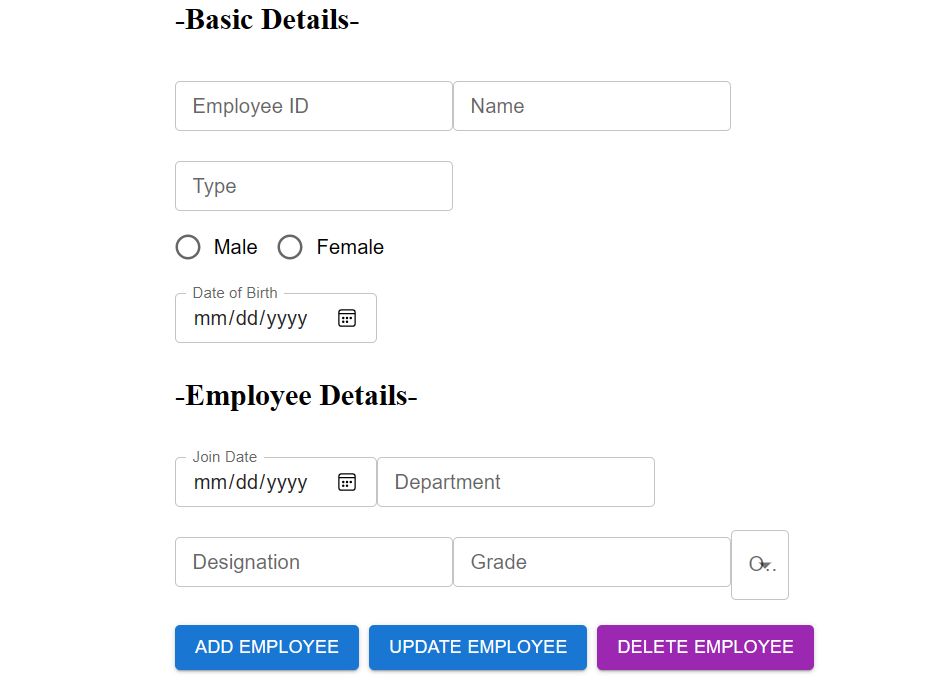 -Basic Details-
Employee ID Name
Type
Male Female
Date of Birth
mm/dd/yyyy
-Employee Details-
Join Date
mm/dd/yyyy Department
Designation Grade O..
ADD EMPLOYEE UPDATE EMPLOYEE DELETE EMPLOYEE